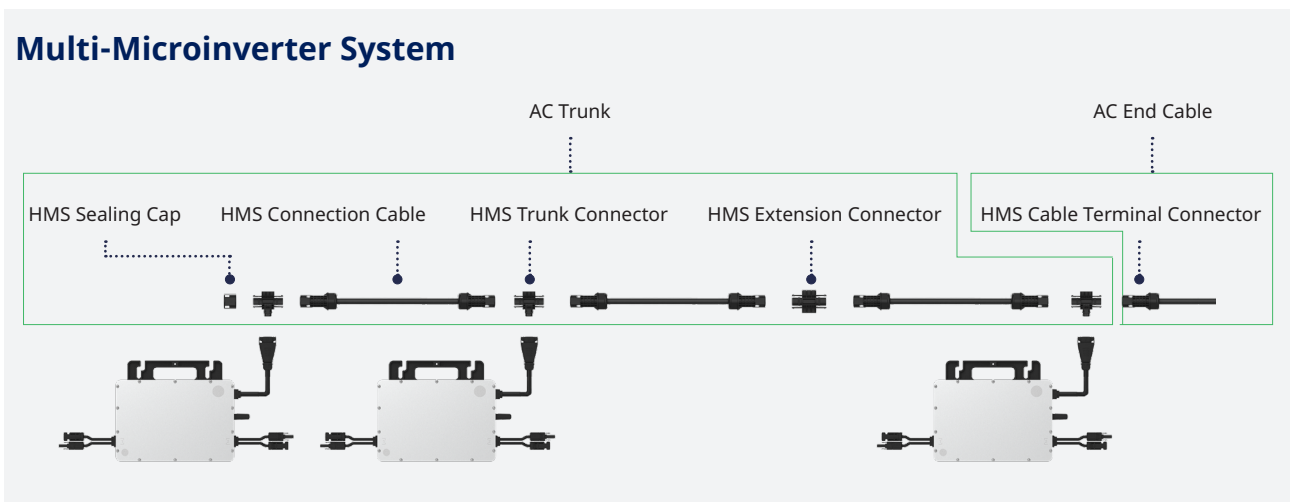 Multi-Microinverter System
AC Trunk
AC End Cable
HMS Sealing Cap
HMS Connection Cable
HMS Trunk Connector
HMS Extension Connector
HMS Cable Terminal Connector